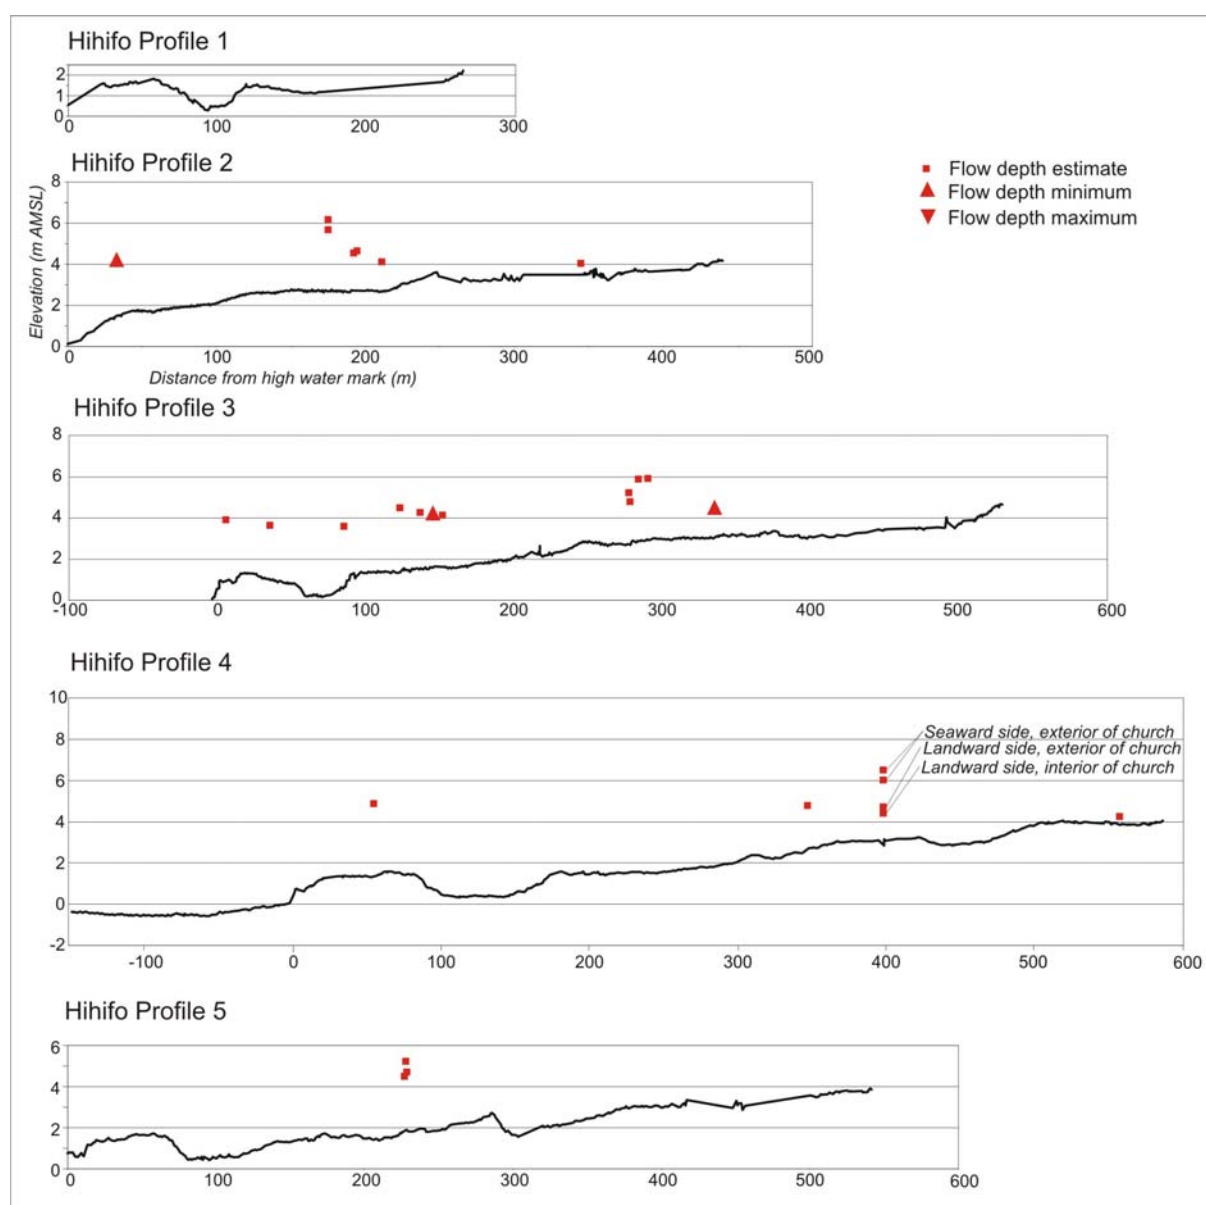 Hihifo Profile 1
2
1
0
0 100 200 300
Hihifo Profile 2
8
6
4
2
0
Elevation (m AMSL)
0 100 200 300 400 500
Distance from high water mark (m)
Flow depth estimate
Flow depth minimum
Flow depth maximum
Hihifo Profile 3
8
6
4
2
0
-100 0 100 200 300 400 500 600
Hihifo Profile 4
10
8
6
4
2
0
-2
Seaward side, exterior of church
Landward side, exterior of church
Landward side, interior of church
-100 0 100 200 300 400 500 600
Hihifo Profile 5
6
4
2
0
0 100 200 300 400 500 600